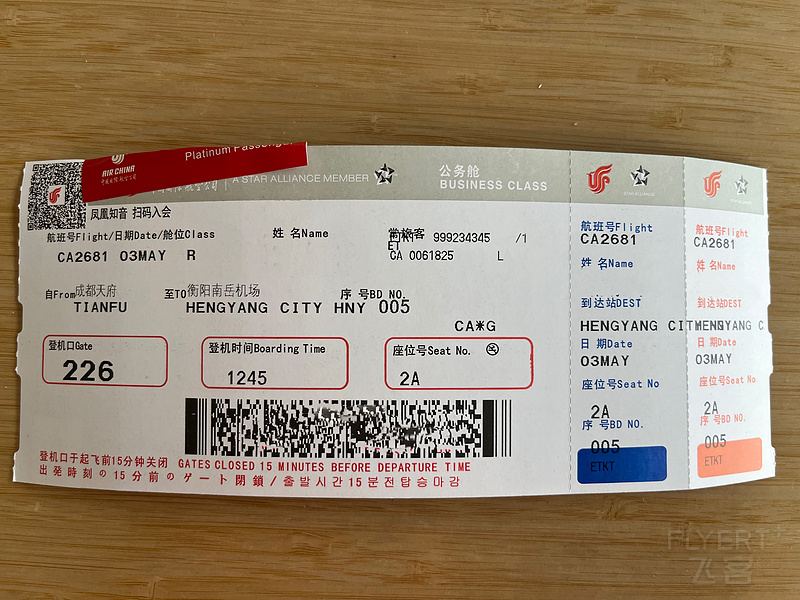 AIR CHINA
Platinum Passenge
A STAR ALLIANCE MEMBER
公务舱
BUSINESS CLASS
凤凰知音 扫码入会
航班号Flight/日期Date/舱位Class
姓 名Name
常旅客
999234345 /1
ET
CA2681 03MAY R
CA 0061825 L
自From成都天府
至TO衡阳南岳机场
序 号BD NO.
TIANFU
HENGYANG CITY HNY 005
CA*G
登机口Gate
226
登机时间Boarding Time
1245
座位号Seat No.
2A
登机口于起飞前15分钟关闭 GATES CLOSED 15 MINUTES BEFORE DEPARTURE TIME
出発時刻の15分前のゲート閉鎖/출발시간15분전탑승마감
STAR ALLIANCE
航班号Flight
CA2681
姓 名Name
到达站DEST
HENGYANG CITY
日 期Date
03MAY
座位号Seat No
2A
序 号BD NO.
005
ETKT
航班号Flight
CA2681
姓 名Name
到达站DEST
HENGYANG C
日 期Date
03MAY
座位号Seat No
2A
序 号BD NO.
005
ETKT
FLYERT
飞客